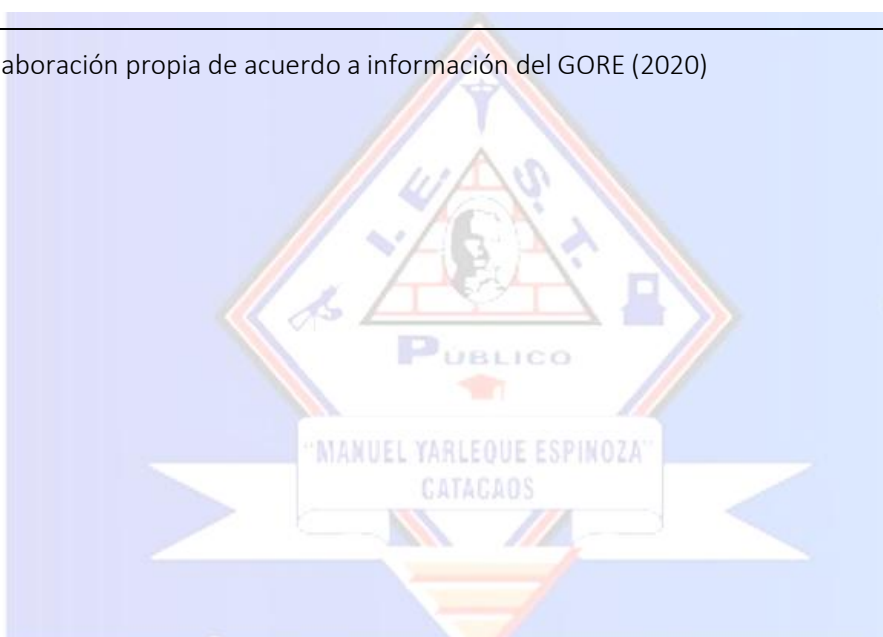 aboración propia de acuerdo a información del GORE (2020)
I. E. S. T.
PÚBLICO
"MANUEL YARLEQUE ESPINOZA"
CATACAOS